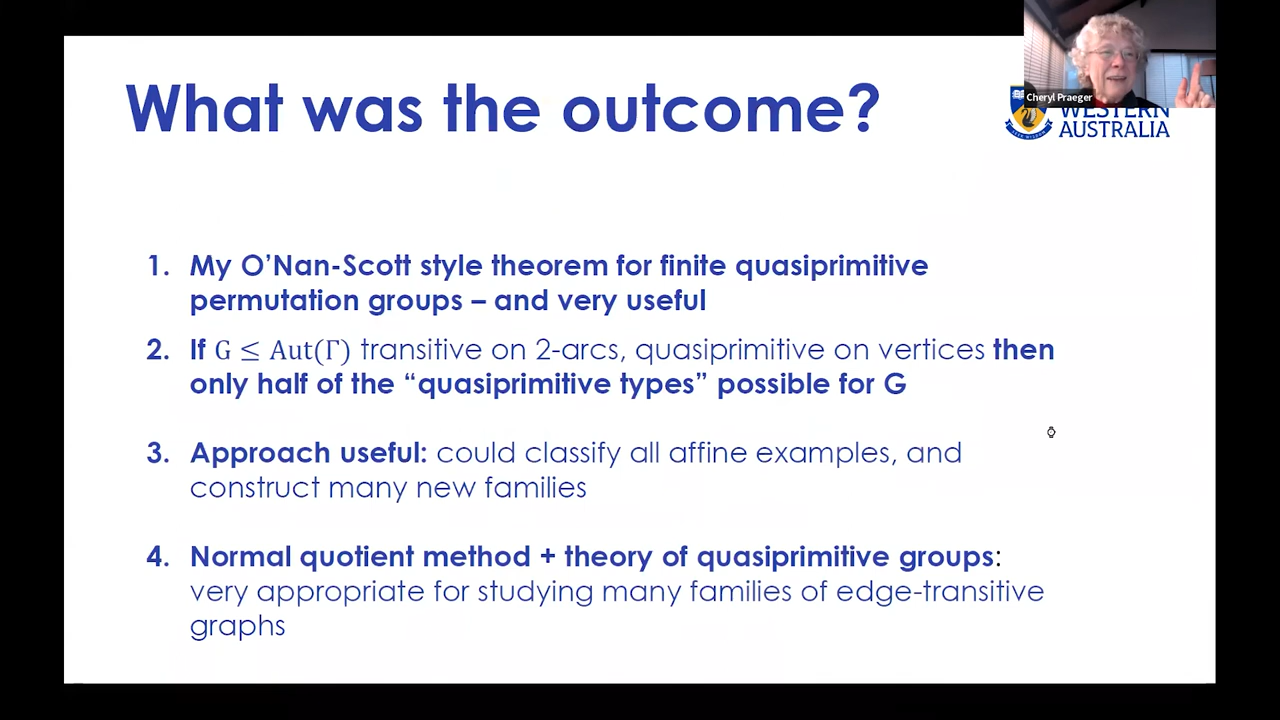 Cheryl Praeger
What was the outcome?
WESTERN
AUSTRALIA
1. My O’Nan-Scott style theorem for finite quasiprimitive
permutation groups – and very useful
2. If G ≤ Aut(Γ) transitive on 2-arcs, quasiprimitive on vertices then
only half of the “quasiprimitive types” possible for G
3. Approach useful: could classify all affine examples, and
construct many new families
4. Normal quotient method + theory of quasiprimitive groups:
very appropriate for studying many families of edge-transitive
graphs